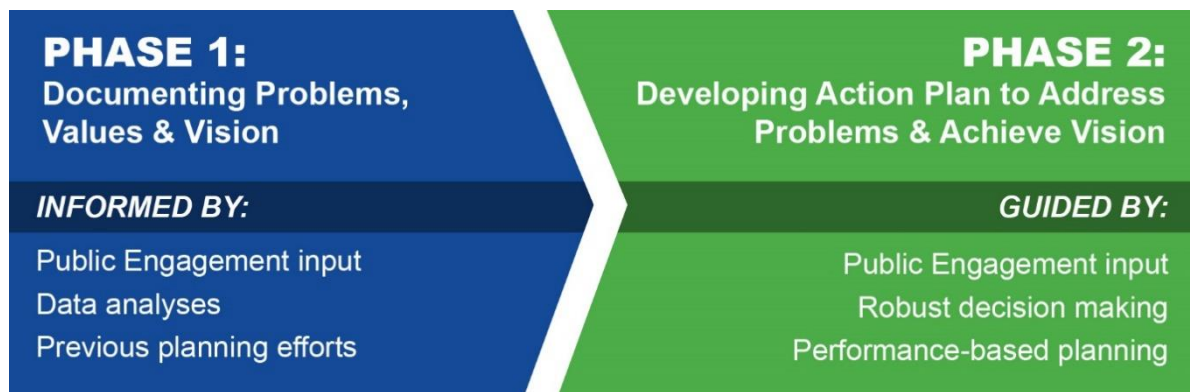 PHASE 1:
Documenting Problems,
Values & Vision
INFORMED BY:
Public Engagement input
Data analyses
Previous planning efforts
PHASE 2:
Developing Action Plan to Address
Problems & Achieve Vision
GUIDED BY:
Public Engagement input
Robust decision making
Performance-based planning